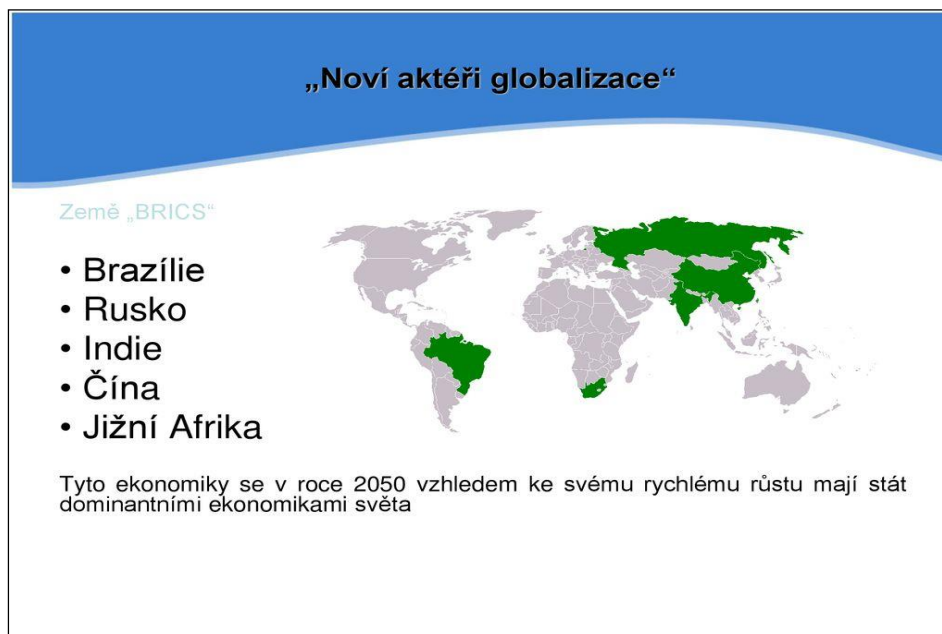 „Noví aktéři globalizace“
Země „BRICS“
• Brazílie
• Rusko
• Indie
• Čína
• Jižní Afrika
Tyto ekonomiky se v roce 2050 vzhledem ke svému rychlému růstu mají stát
dominantními ekonomikami světa